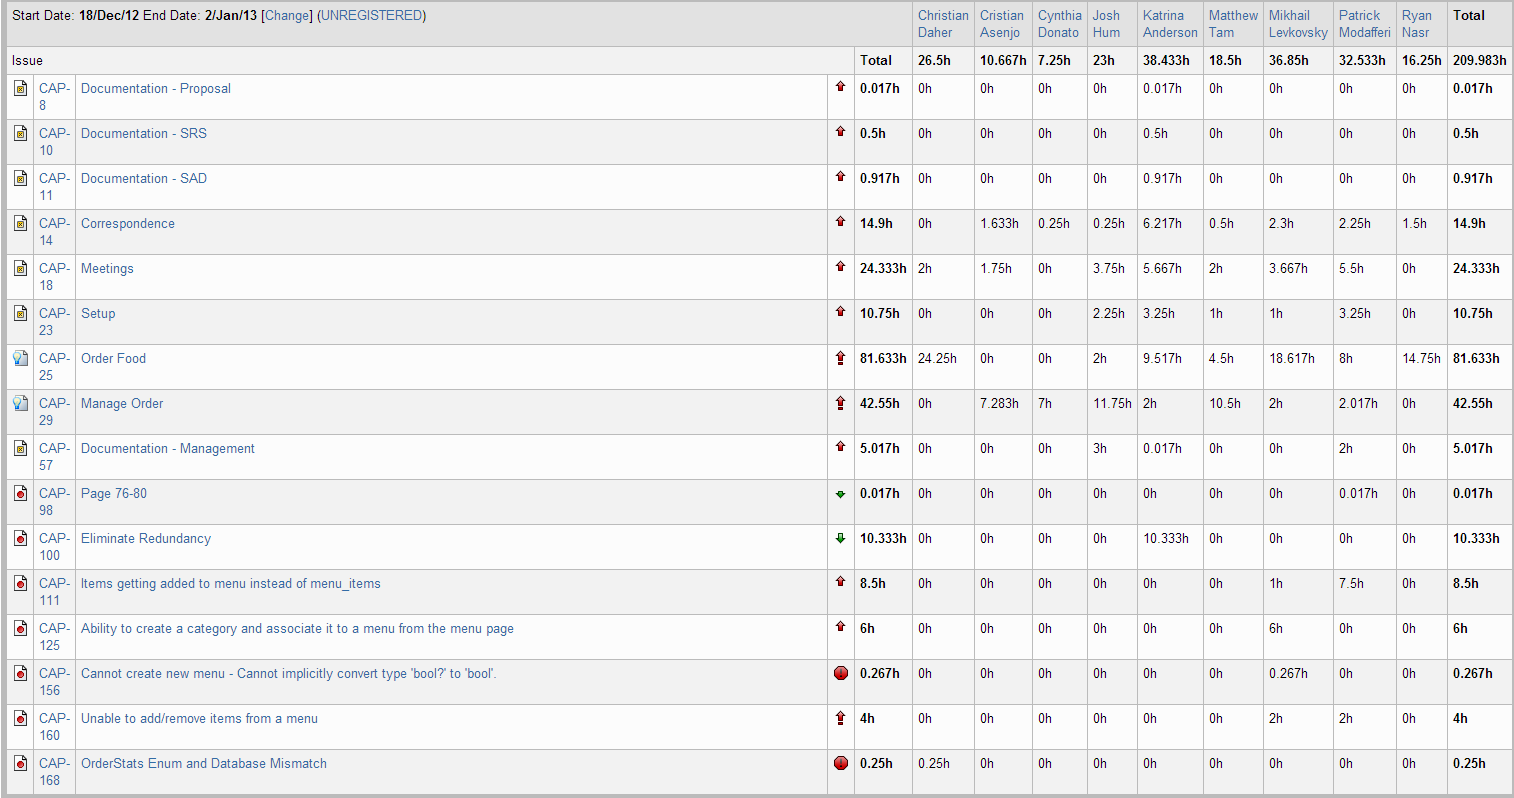 Start Date: 18/Dec/12 End Date: 2/Jan/13 [Change] (UNREGISTERED) Christian Daher Cristian Asenjo Cynthia Donato Josh Hum Katrina Anderson Matthew Tam Mikhail Levkovsky Patrick Modafferi Ryan Nasr Total
Issue Total 26.5h 10.667h 7.25h 23h 38.433h 18.5h 36.85h 32.533h 16.25h 209.983h
CAP-8 Documentation - Proposal 0.017h 0h 0h 0h 0h 0.017h 0h 0h 0h 0h 0.017h
CAP-10 Documentation - SRS 0.5h 0h 0h 0h 0h 0.5h 0h 0h 0h 0h 0.5h
CAP-11 Documentation - SAD 0.917h 0h 0h 0h 0h 0.917h 0h 0h 0h 0h 0.917h
CAP-14 Correspondence 14.9h 0h 1.633h 0.25h 0.25h 6.217h 0.5h 2.3h 2.25h 1.5h 14.9h
CAP-18 Meetings 24.333h 2h 1.75h 0h 3.75h 5.667h 2h 3.667h 5.5h 0h 24.333h
CAP-23 Setup 10.75h 0h 0h 0h 2.25h 3.25h 1h 1h 3.25h 0h 10.75h
CAP-25 Order Food 81.633h 24.25h 0h 0h 2h 9.517h 4.5h 18.617h 8h 14.75h 81.633h
CAP-29 Manage Order 42.55h 0h 7.283h 7h 11.75h 2h 10.5h 2h 2.017h 0h 42.55h
CAP-57 Documentation - Management 5.017h 0h 0h 0h 3h 0.017h 0h 0h 2h 0h 5.017h
CAP-98 Page 76-80 0.017h 0h 0h 0h 0h 0h 0h 0h 0.017h 0h 0.017h
CAP-100 Eliminate Redundancy 10.333h 0h 0h 0h 0h 10.333h 0h 0h 0h 0h 10.333h
CAP-111 Items getting added to menu instead of menu_items 8.5h 0h 0h 0h 0h 0h 0h 1h 7.5h 0h 8.5h
CAP-125 Ability to create a category and associate it to a menu from the menu page 6h 0h 0h 0h 0h 0h 0h 6h 0h 0h 6h
CAP-156 Cannot create new menu - Cannot implicitly convert type 'bool?' to 'bool'. 0.267h 0h 0h 0h 0h 0h 0h 0.267h 0h 0h 0.267h
CAP-160 Unable to add/remove items from a menu 4h 0h 0h 0h 0h 0h 0h 2h 2h 0h 4h
CAP-168 OrderStats Enum and Database Mismatch 0.25h 0.25h 0h 0h 0h 0h 0h 0h 0h 0h 0.25h